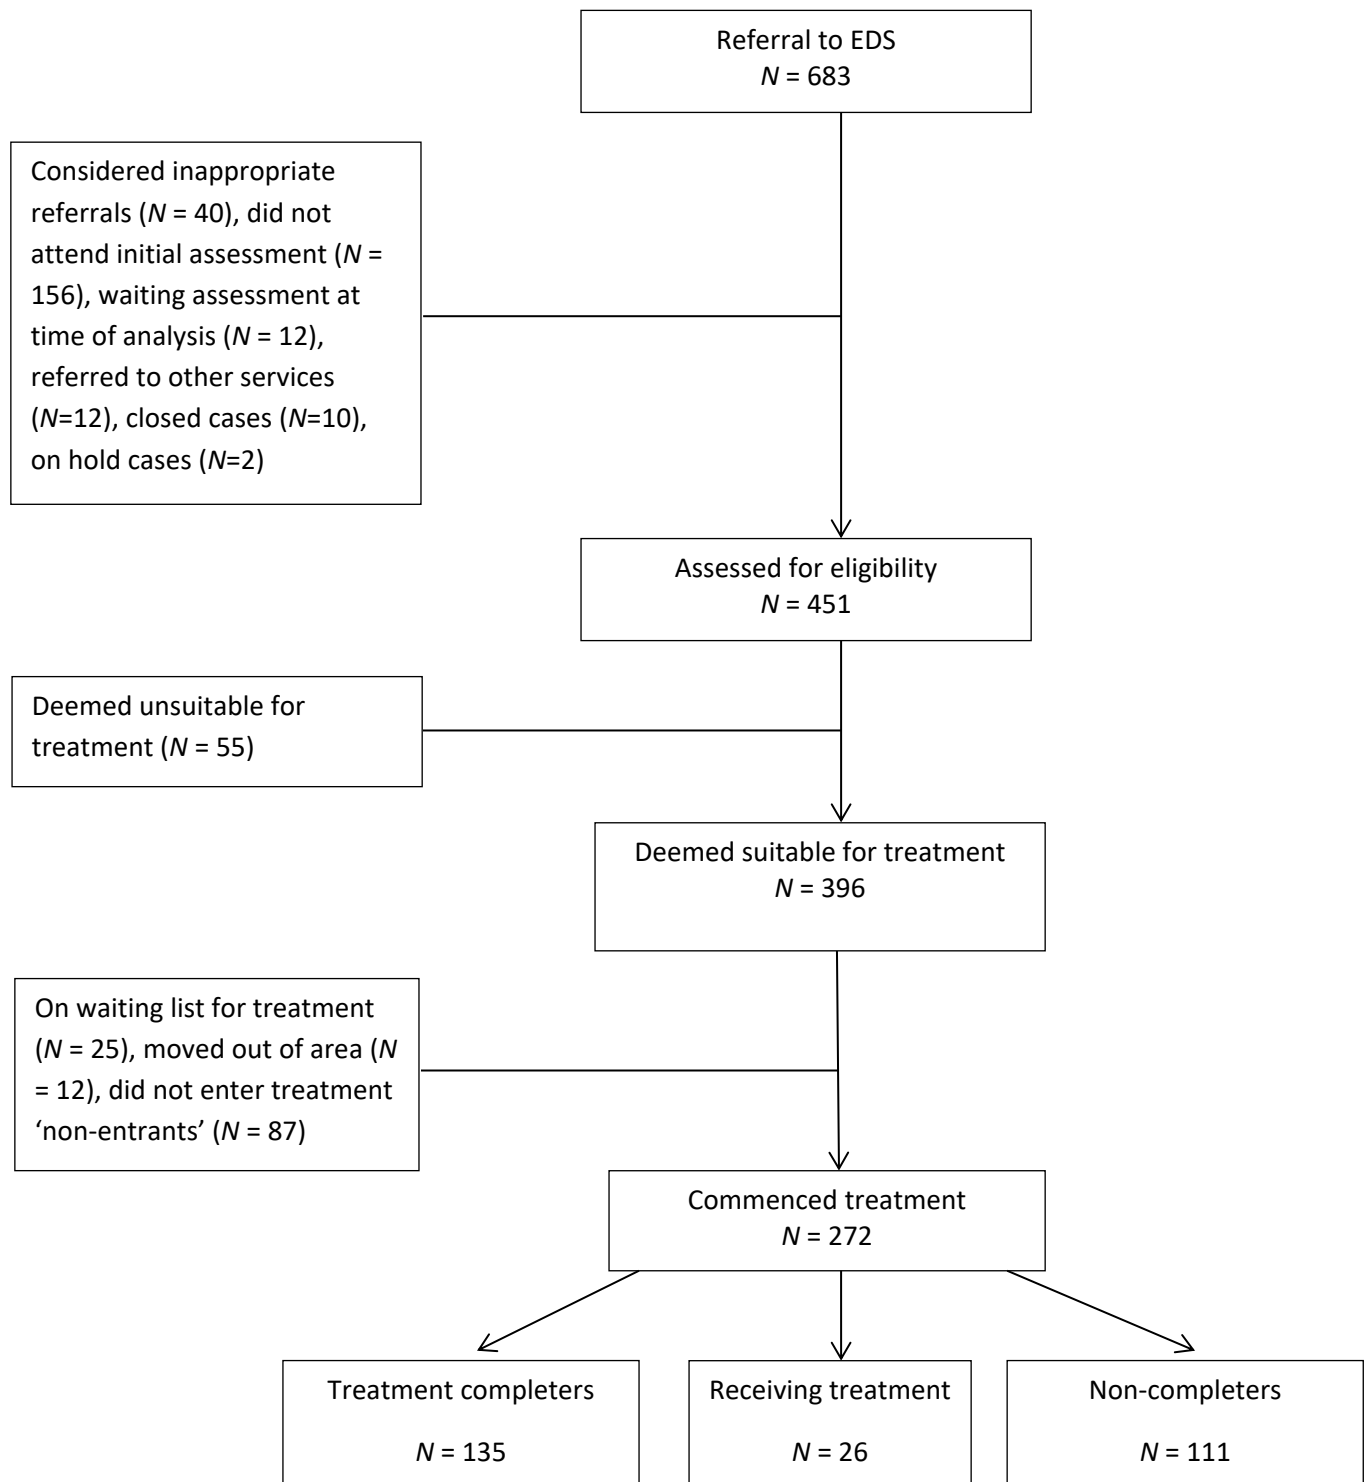 Referral to EDS
N = 683
Considered inappropriate
referrals (N = 40), did not
attend initial assessment (N =
156), waiting assessment at
time of analysis (N = 12),
referred to other services
(N=12), closed cases (N=10),
on hold cases (N=2)
Assessed for eligibility
N = 451
Deemed unsuitable for
treatment (N = 55)
Deemed suitable for treatment
N = 396
On waiting list for treatment
(N = 25), moved out of area (N
= 12), did not enter treatment
‘non-entrants’ (N = 87)
Commenced treatment
N = 272
Treatment completers
N = 135
Receiving treatment
N = 26
Non-completers
N = 111